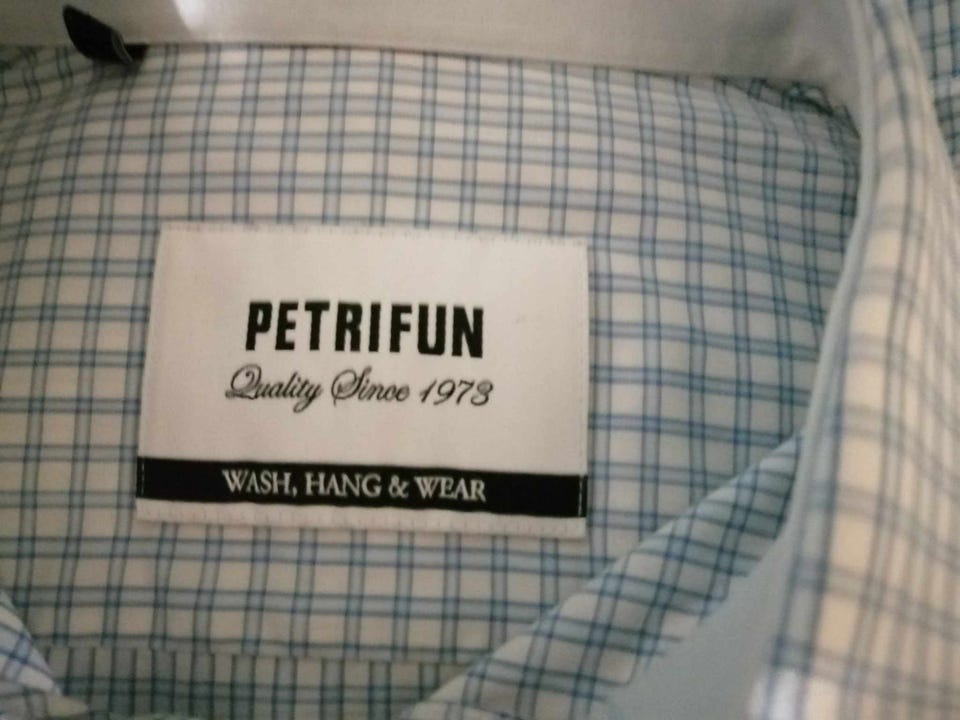 PETRIFUN
Quality Since 1973
WASH, HANG & WEAR